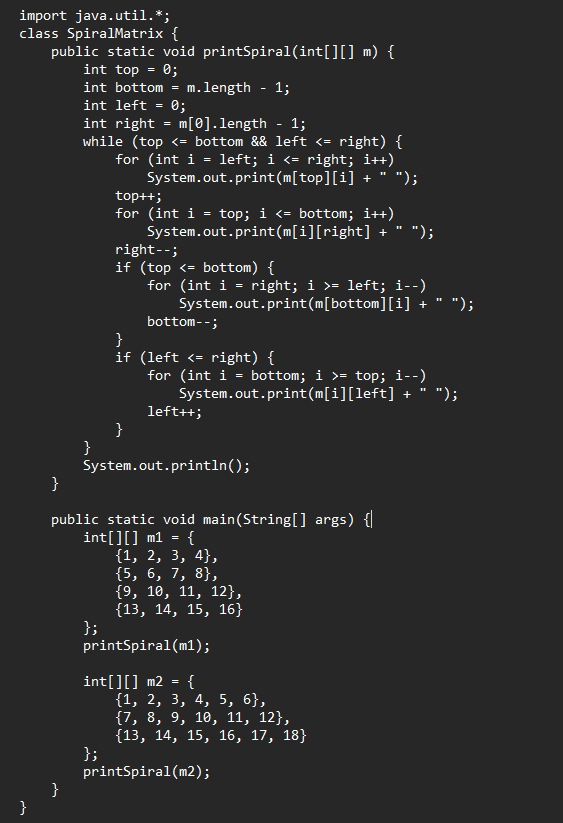 import java.util.*;
class SpiralMatrix {
    public static void printSpiral(int[][] m) {
        int top = 0;
        int bottom = m.length - 1;
        int left = 0;
        int right = m[0].length - 1;
        while (top <= bottom && left <= right) {
            for (int i = left; i <= right; i++)
                System.out.print(m[top][i] + " ");
            top++;
            for (int i = top; i <= bottom; i++)
                System.out.print(m[i][right] + " ");
            right--;
            if (top <= bottom) {
                for (int i = right; i >= left; i--)
                    System.out.print(m[bottom][i] + " ");
                bottom--;
            }
            if (left <= right) {
                for (int i = bottom; i >= top; i--)
                    System.out.print(m[i][left] + " ");
                left++;
            }
        }
        System.out.println();
    }

    public static void main(String[] args) {
        int[][] m1 = {
            {1, 2, 3, 4},
            {5, 6, 7, 8},
            {9, 10, 11, 12},
            {13, 14, 15, 16}
        };
        printSpiral(m1);

        int[][] m2 = {
            {1, 2, 3, 4, 5, 6},
            {7, 8, 9, 10, 11, 12},
            {13, 14, 15, 16, 17, 18}
        };
        printSpiral(m2);
    }
}